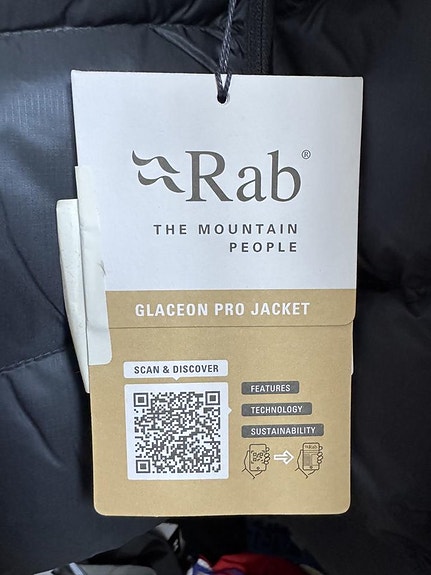 Rab®
THE MOUNTAIN
PEOPLE
GLACEON PRO JACKET
SCAN & DISCOVER
FEATURES
TECHNOLOGY
SUSTAINABILITY